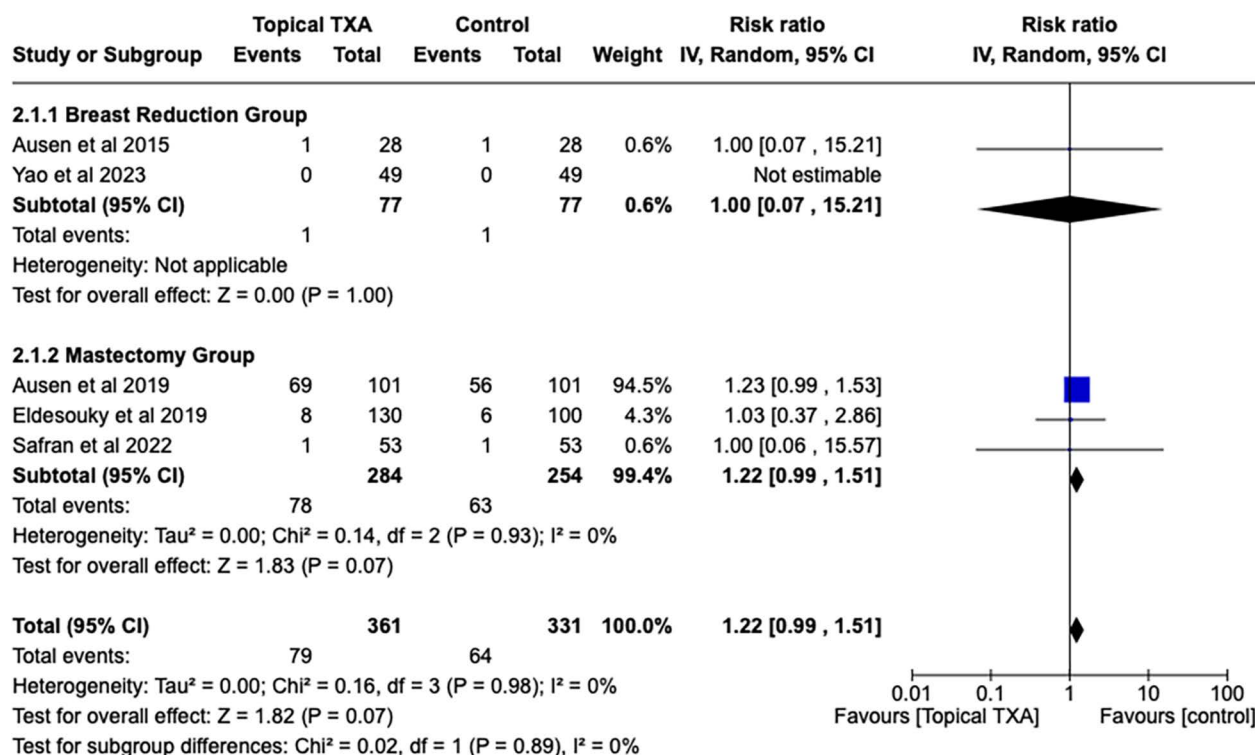 Topical TXA Control Risk ratio Risk ratio
Study or Subgroup Events Total Events Total Weight IV, Random, 95% CI IV, Random, 95% CI
2.1.1 Breast Reduction Group
Ausen et al 2015 1 28 1 28 0.6% 1.00 [0.07 , 15.21]
Yao et al 2023 0 49 0 49 Not estimable
Subtotal (95% CI) 77 77 0.6% 1.00 [0.07 , 15.21]
Total events: 1 1
Heterogeneity: Not applicable
Test for overall effect: Z = 0.00 (P = 1.00)
2.1.2 Mastectomy Group
Ausen et al 2019 69 101 56 101 94.5% 1.23 [0.99 , 1.53]
Eldesouky et al 2019 8 130 6 100 4.3% 1.03 [0.37 , 2.86]
Safran et al 2022 1 53 1 53 0.6% 1.00 [0.06 , 15.57]
Subtotal (95% CI) 284 254 99.4% 1.22 [0.99 , 1.51]
Total events: 78 63
Heterogeneity: Tau² = 0.00; Chi² = 0.14, df = 2 (P = 0.93); I² = 0%
Test for overall effect: Z = 1.83 (P = 0.07)
Total (95% CI) 361 331 100.0% 1.22 [0.99 , 1.51]
Total events: 79 64
Heterogeneity: Tau² = 0.00; Chi² = 0.16, df = 3 (P = 0.98); I² = 0%
Test for overall effect: Z = 1.82 (P = 0.07)
Test for subgroup differences: Chi² = 0.02, df = 1 (P = 0.89), I² = 0%
0.01 0.1 1 10 100
Favours [Topical TXA] Favours [control]